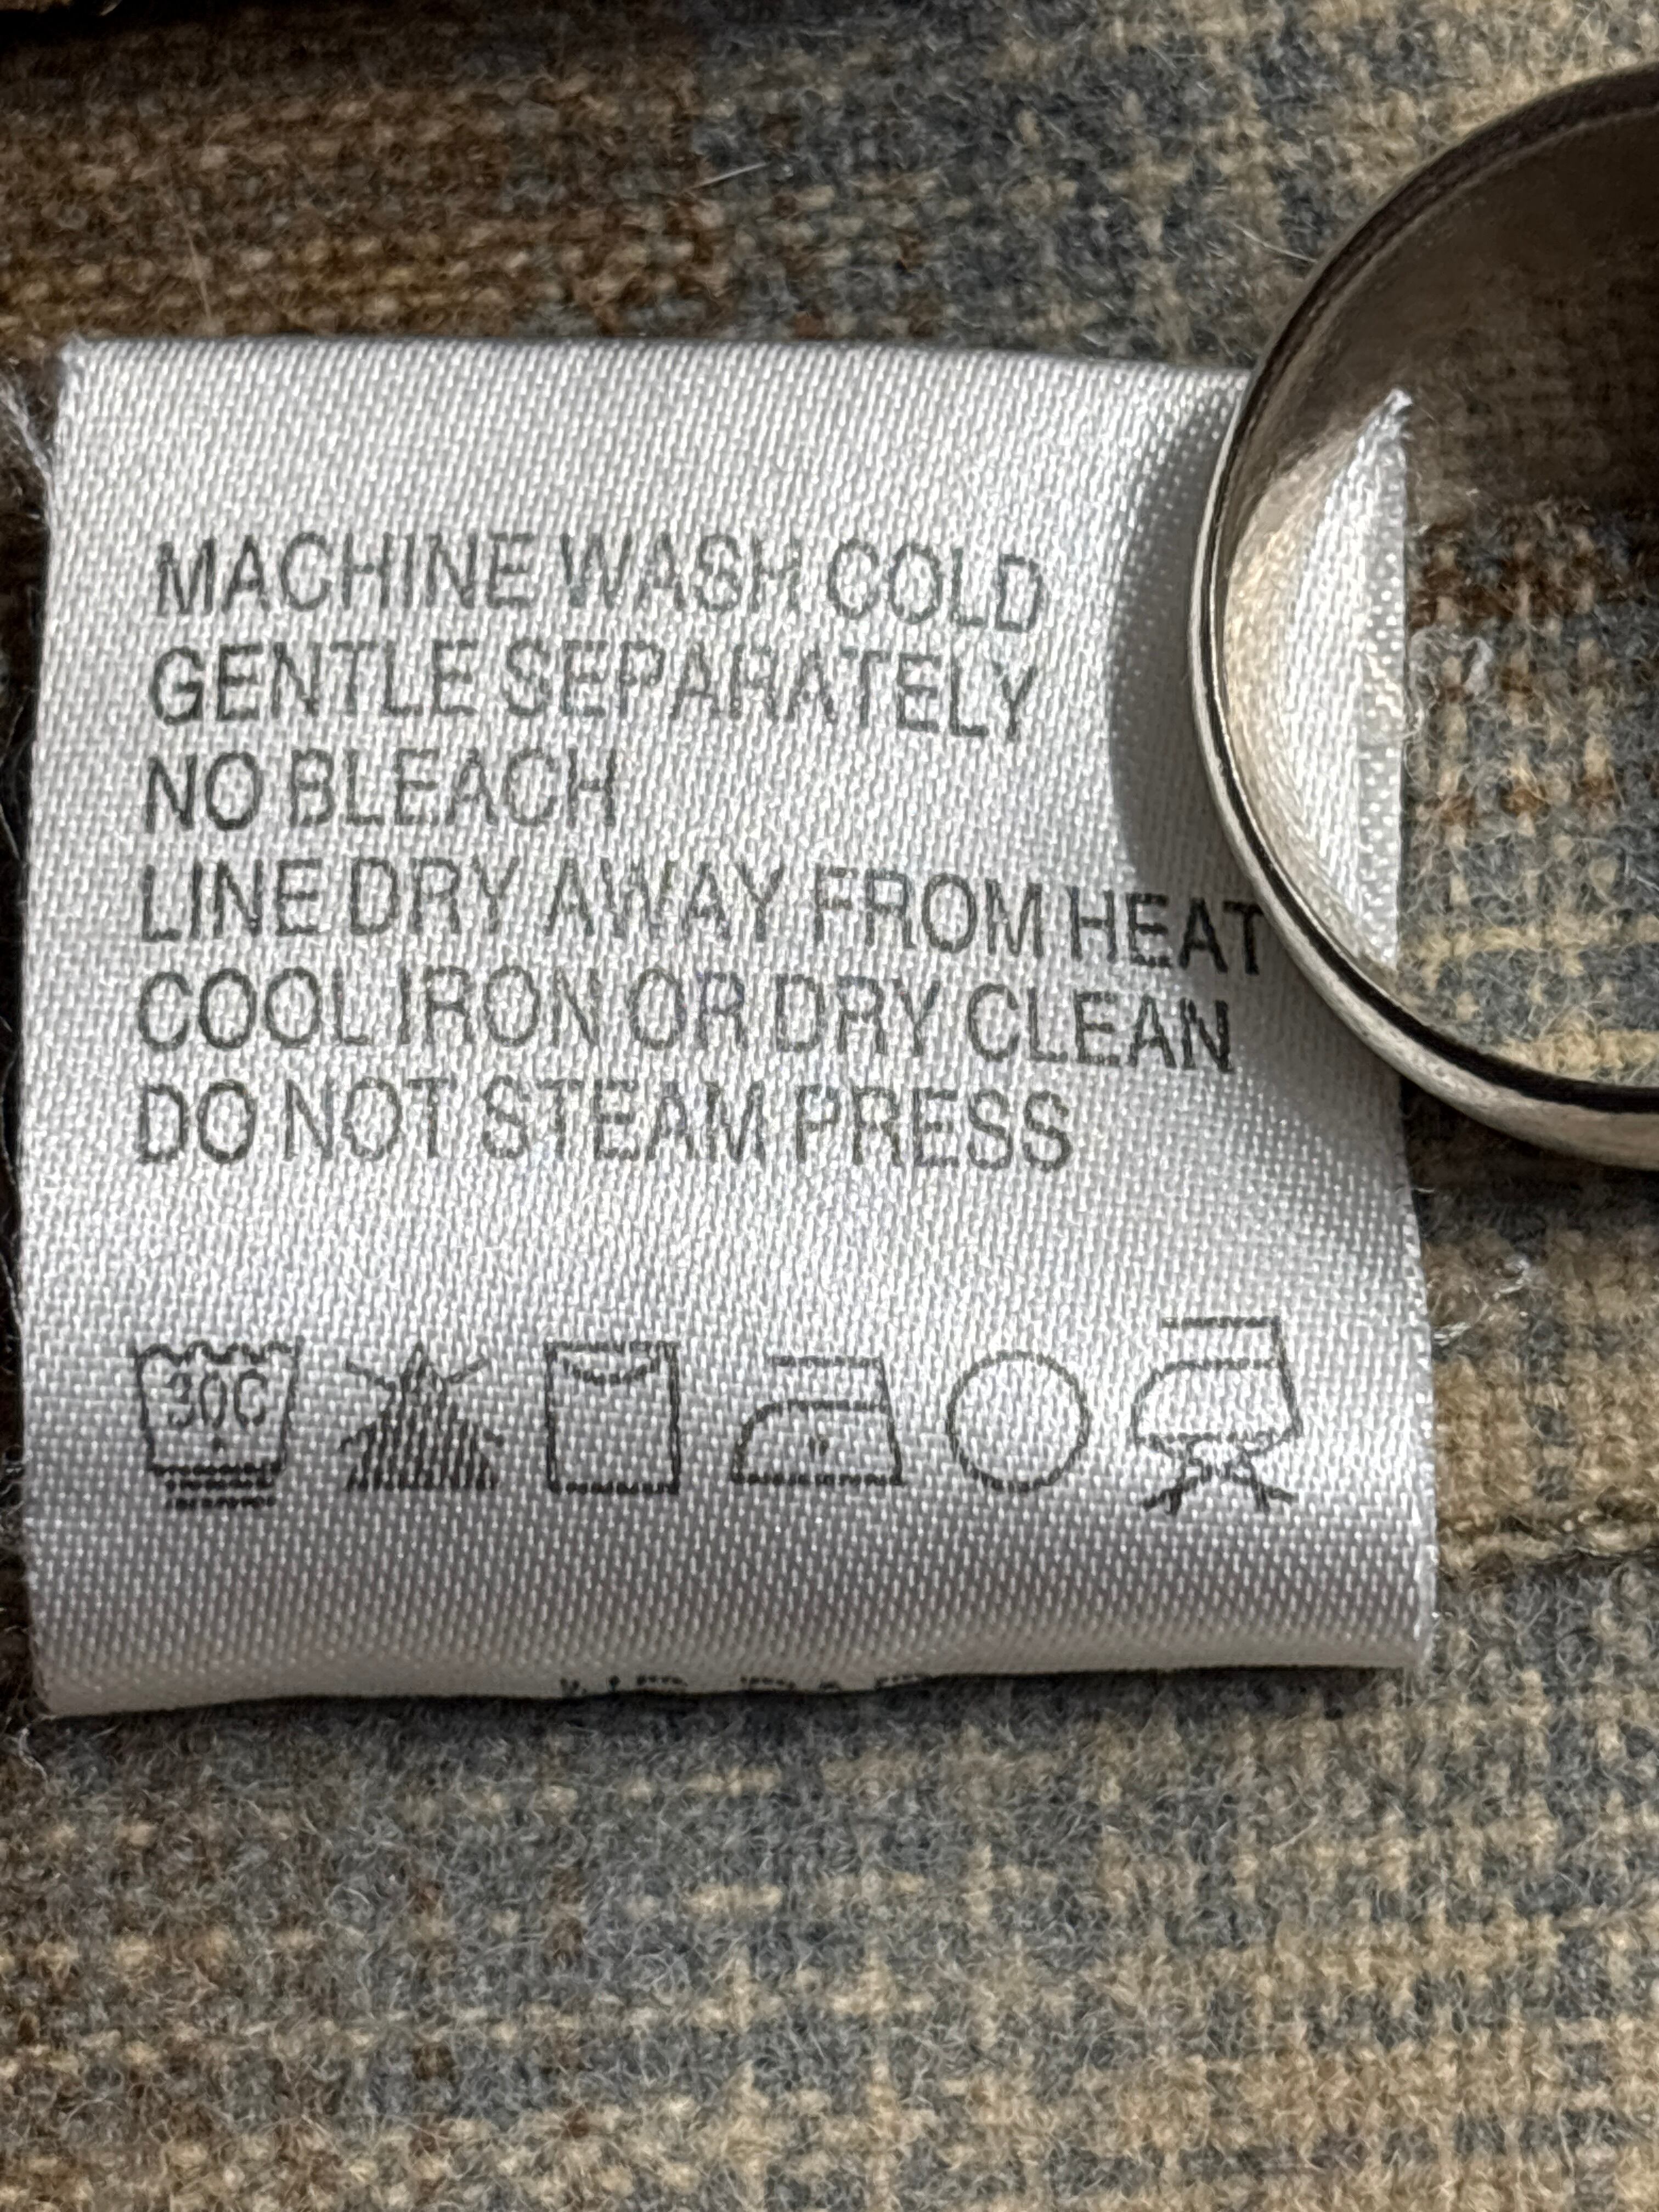 MACHINE WASH COLD
GENTLE SEPARATELY
NO BLEACH
LINE DRY AWAY FROM HEAT
COOL IRON OR DRY CLEAN
DO NOT STEAM PRESS
30C